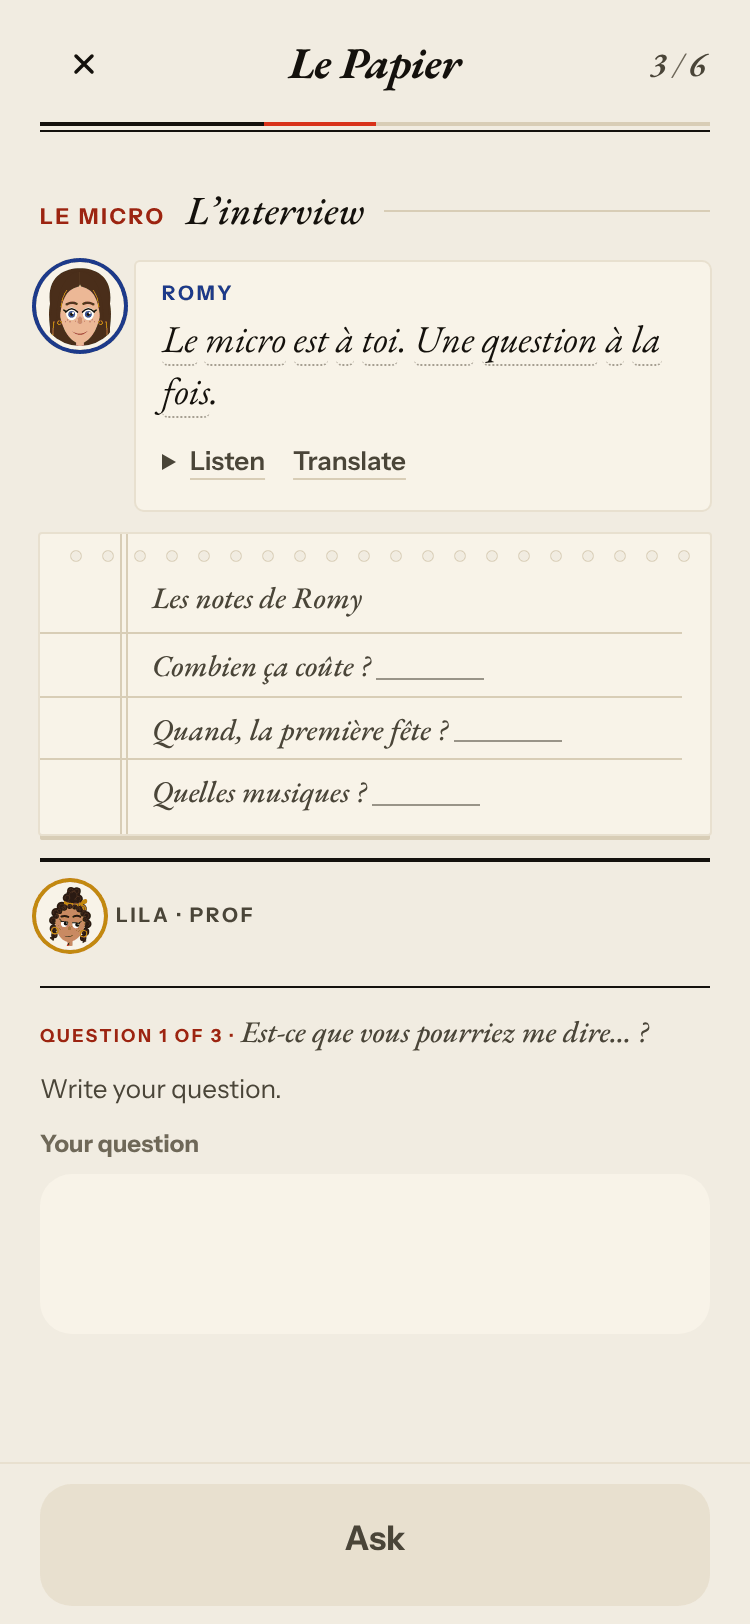 Le Papier
3 / 6
LE MICRO L’interview
ROMY
Le micro est à toi. Une question à la
fois.
Listen Translate
Les notes de Romy
Combien ça coûte ?
Quand, la première fête ?
Quelles musiques ?
LILA · PROF
QUESTION 1 OF 3 · Est-ce que vous pourriez me dire… ?
Write your question.
Your question
Ask